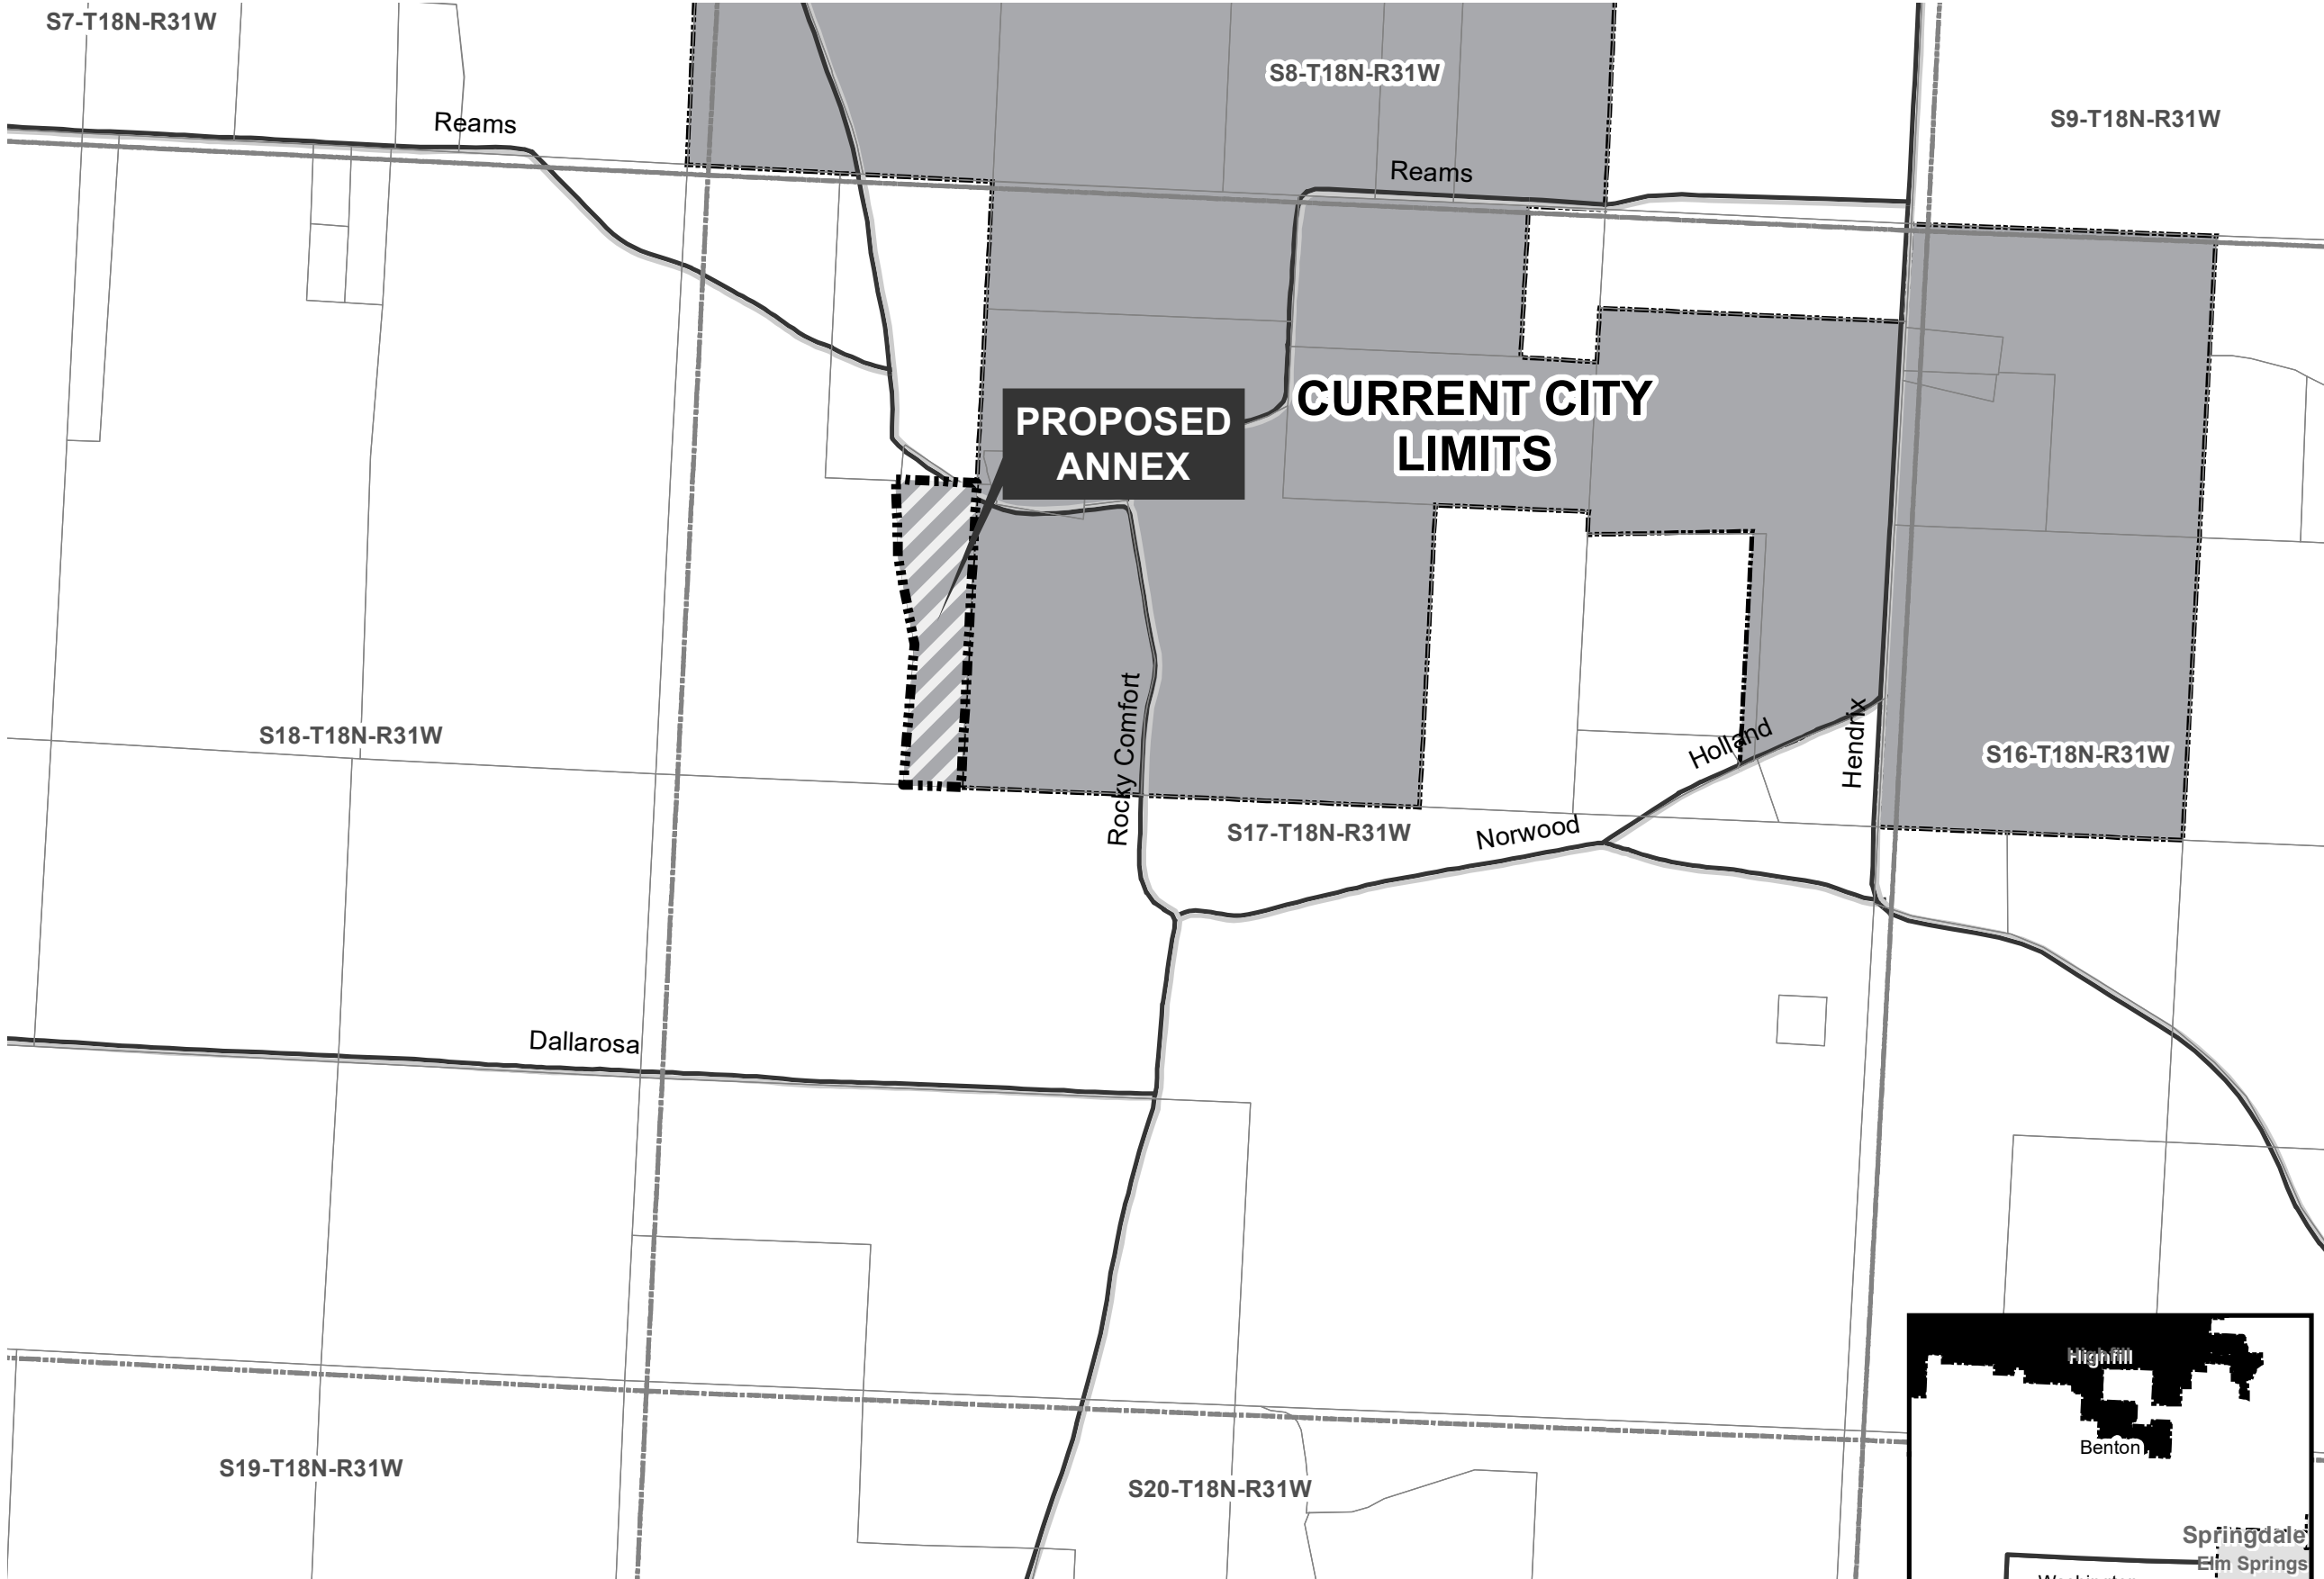 S7-T18N-R31W
S8-T18N-R31W
S9-T18N-R31W
Reams
Reams
PROPOSED
ANNEX
CURRENT CITY
LIMITS
Rocky Comfort
Holland
Hendrix
S18-T18N-R31W
S16-T18N-R31W
S17-T18N-R31W
Norwood
Dallarosa
Highfill
Benton
S19-T18N-R31W
S20-T18N-R31W
Springdale
Elm Springs